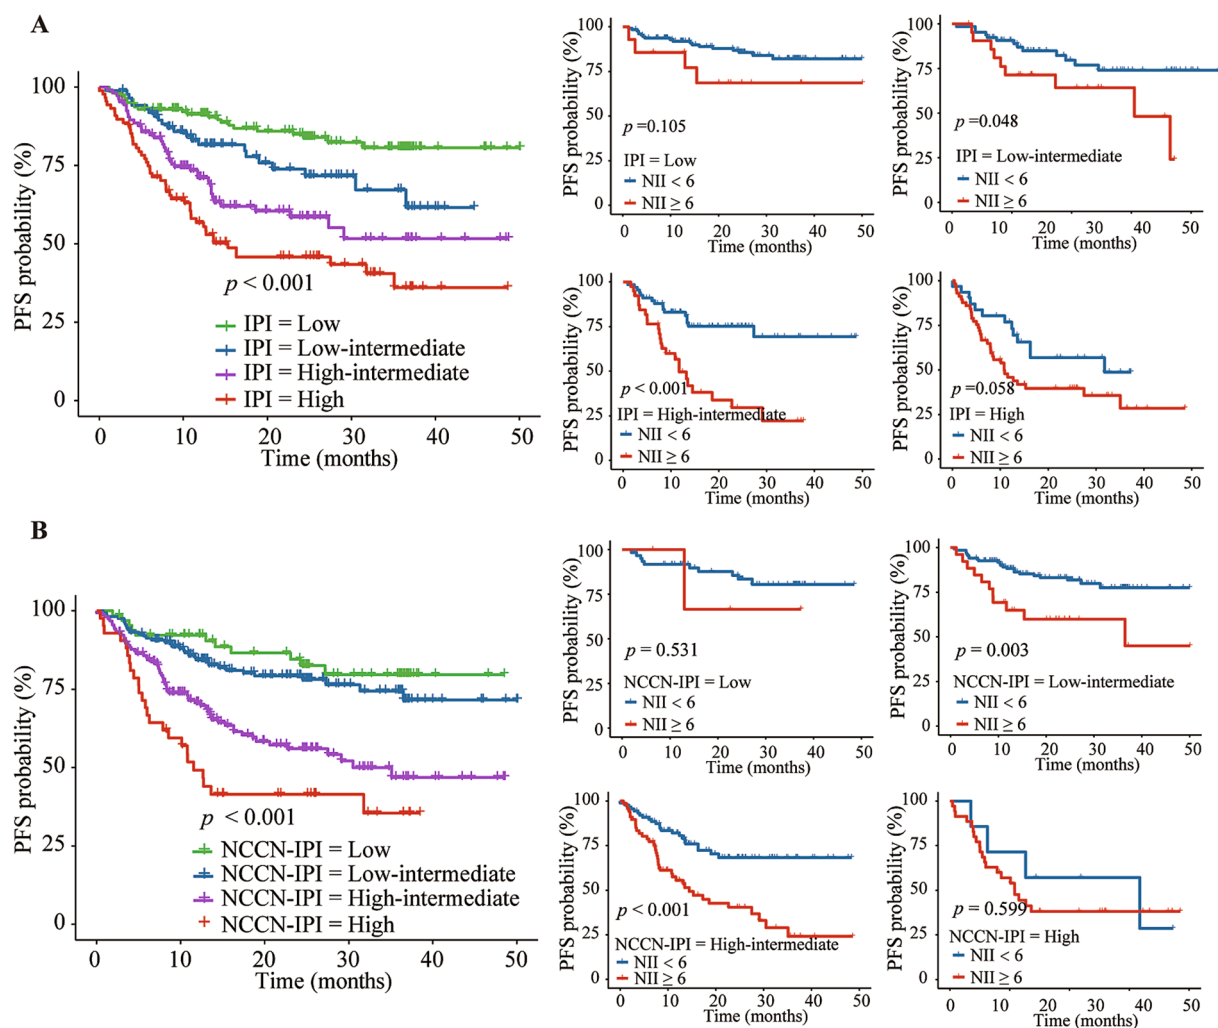 A
PFS probability (%)
100
75
50
25
0
p < 0.001
IPI = Low
IPI = Low-intermediate
IPI = High-intermediate
IPI = High
0 10 20 30 40 50
Time (months)
PFS probability (%)
100
75
50
25
0
p =0.105
IPI = Low
NII < 6
NII ≥ 6
0 10 20 30 40 50
Time (months)
PFS probability (%)
100
75
50
25
0
p =0.048
IPI = Low-intermediate
NII < 6
NII ≥ 6
0 10 20 30 40 50
Time (months)
PFS probability (%)
100
75
50
25
0
p < 0.001
IPI = High-intermediate
NII < 6
NII ≥ 6
0 10 20 30 40 50
Time (months)
PFS probability (%)
100
75
50
25
0
p =0.058
IPI = High
NII < 6
NII ≥ 6
0 10 20 30 40 50
Time (months)
B
PFS probability (%)
100
75
50
25
0
p < 0.001
NCCN-IPI = Low
NCCN-IPI = Low-intermediate
NCCN-IPI = High-intermediate
NCCN-IPI = High
0 10 20 30 40 50
Time (months)
PFS probability (%)
100
75
50
25
0
p = 0.531
NCCN-IPI = Low
NII < 6
NII ≥ 6
0 10 20 30 40 50
Time (months)
PFS probability (%)
100
75
50
25
0
p = 0.003
NCCN-IPI = Low-intermediate
NII < 6
NII ≥ 6
0 10 20 30 40 50
Time (months)
PFS probability (%)
100
75
50
25
0
p < 0.001
NCCN-IPI = High-intermediate
NII < 6
NII ≥ 6
0 10 20 30 40 50
Time (months)
PFS probability (%)
100
75
50
25
0
p = 0.599
NCCN-IPI = High
NII < 6
NII ≥ 6
0 10 20 30 40 50
Time (months)